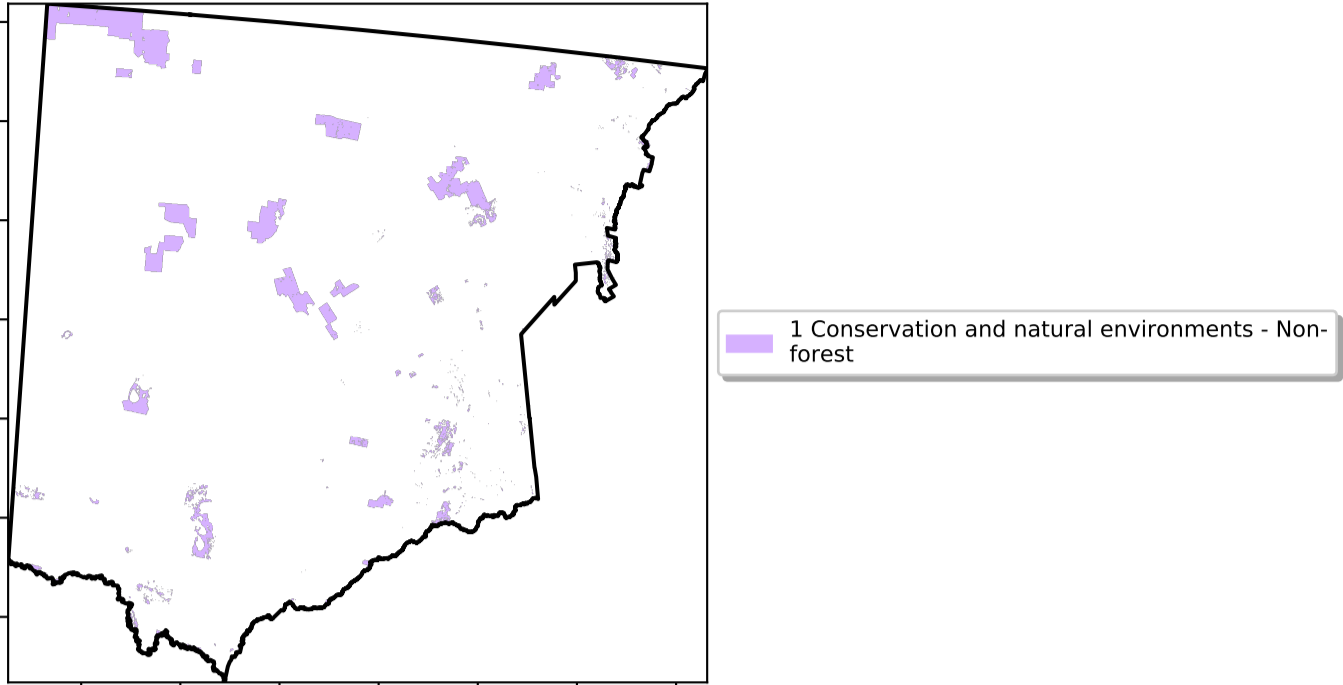 1 Conservation and natural environments - Non-
forest